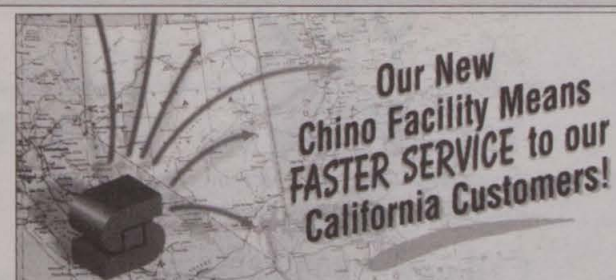 Our New
Chino Facility Means
FASTER SERVICE to our
California Customers!